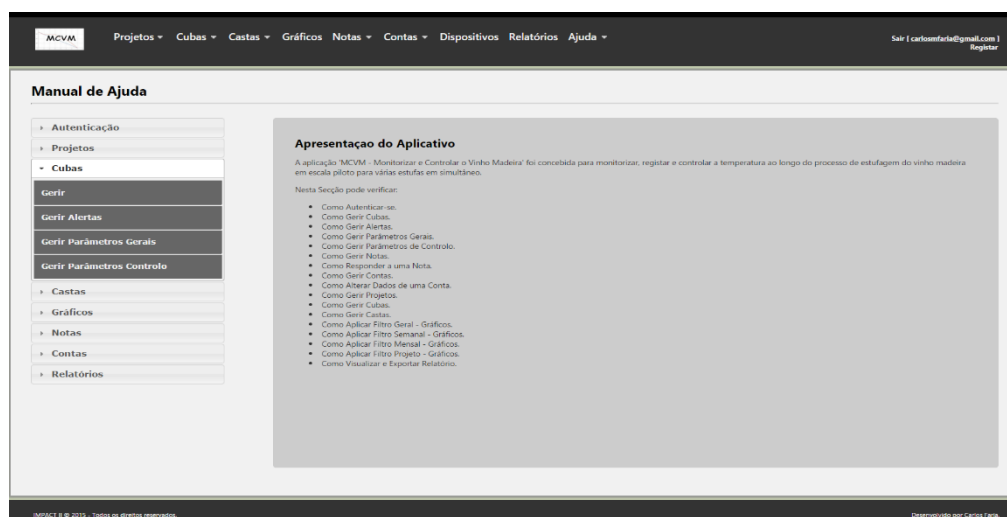 MCVM
Projetos Cubas Castas Gráficos Notas Contas Dispositivos Relatórios Ajuda
Sair [ carlosmfaria@gmail.com ]
Registar
Manual de Ajuda
Autenticação
Projetos
Cubas
Gerir
Gerir Alertas
Gerir Parâmetros Gerais
Gerir Parâmetros Controlo
Castas
Gráficos
Notas
Contas
Relatórios
Apresentaçao do Aplicativo
A aplicação 'MCVM - Monitorizar e Controlar o Vinho Madeira' foi concebida para monitorizar, registar e controlar a temperatura ao longo do processo de estufagem do vinho madeira
em escala piloto para várias estufas em simultâneo.
Nesta Secção pode verificar:
Como Autenticar-se.
Como Gerir Cubas.
Como Gerir Alertas.
Como Gerir Parâmetros Gerais.
Como Gerir Parâmetros de Controlo.
Como Gerir Notas.
Como Responder a uma Nota.
Como Gerir Contas.
Como Alterar Dados de uma Conta.
Como Gerir Projetos.
Como Gerir Cubas.
Como Gerir Castas.
Como Aplicar Filtro Geral - Gráficos.
Como Aplicar Filtro Semanal - Gráficos.
Como Aplicar Filtro Mensal - Gráficos.
Como Aplicar Filtro Projeto - Gráficos.
Como Visualizar e Exportar Relatório.
IMPACT II © 2015 - Todos os direitos reservados.
Desenvolvido por Carlos Faria.